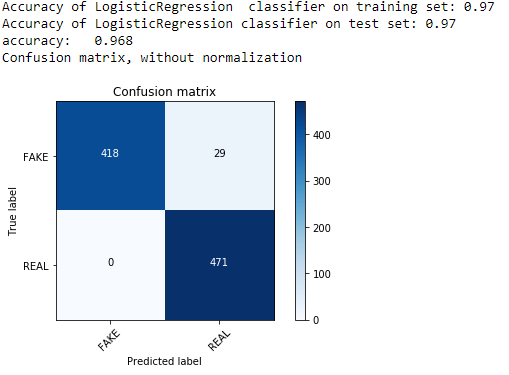 Accuracy of LogisticRegression  classifier on training set: 0.97
Accuracy of LogisticRegression classifier on test set: 0.97
accuracy:   0.968
Confusion matrix, without normalization
Confusion matrix
FAKE 418 29
REAL 0 471
FAKE REAL
True label
Predicted label
400
300
200
100
0